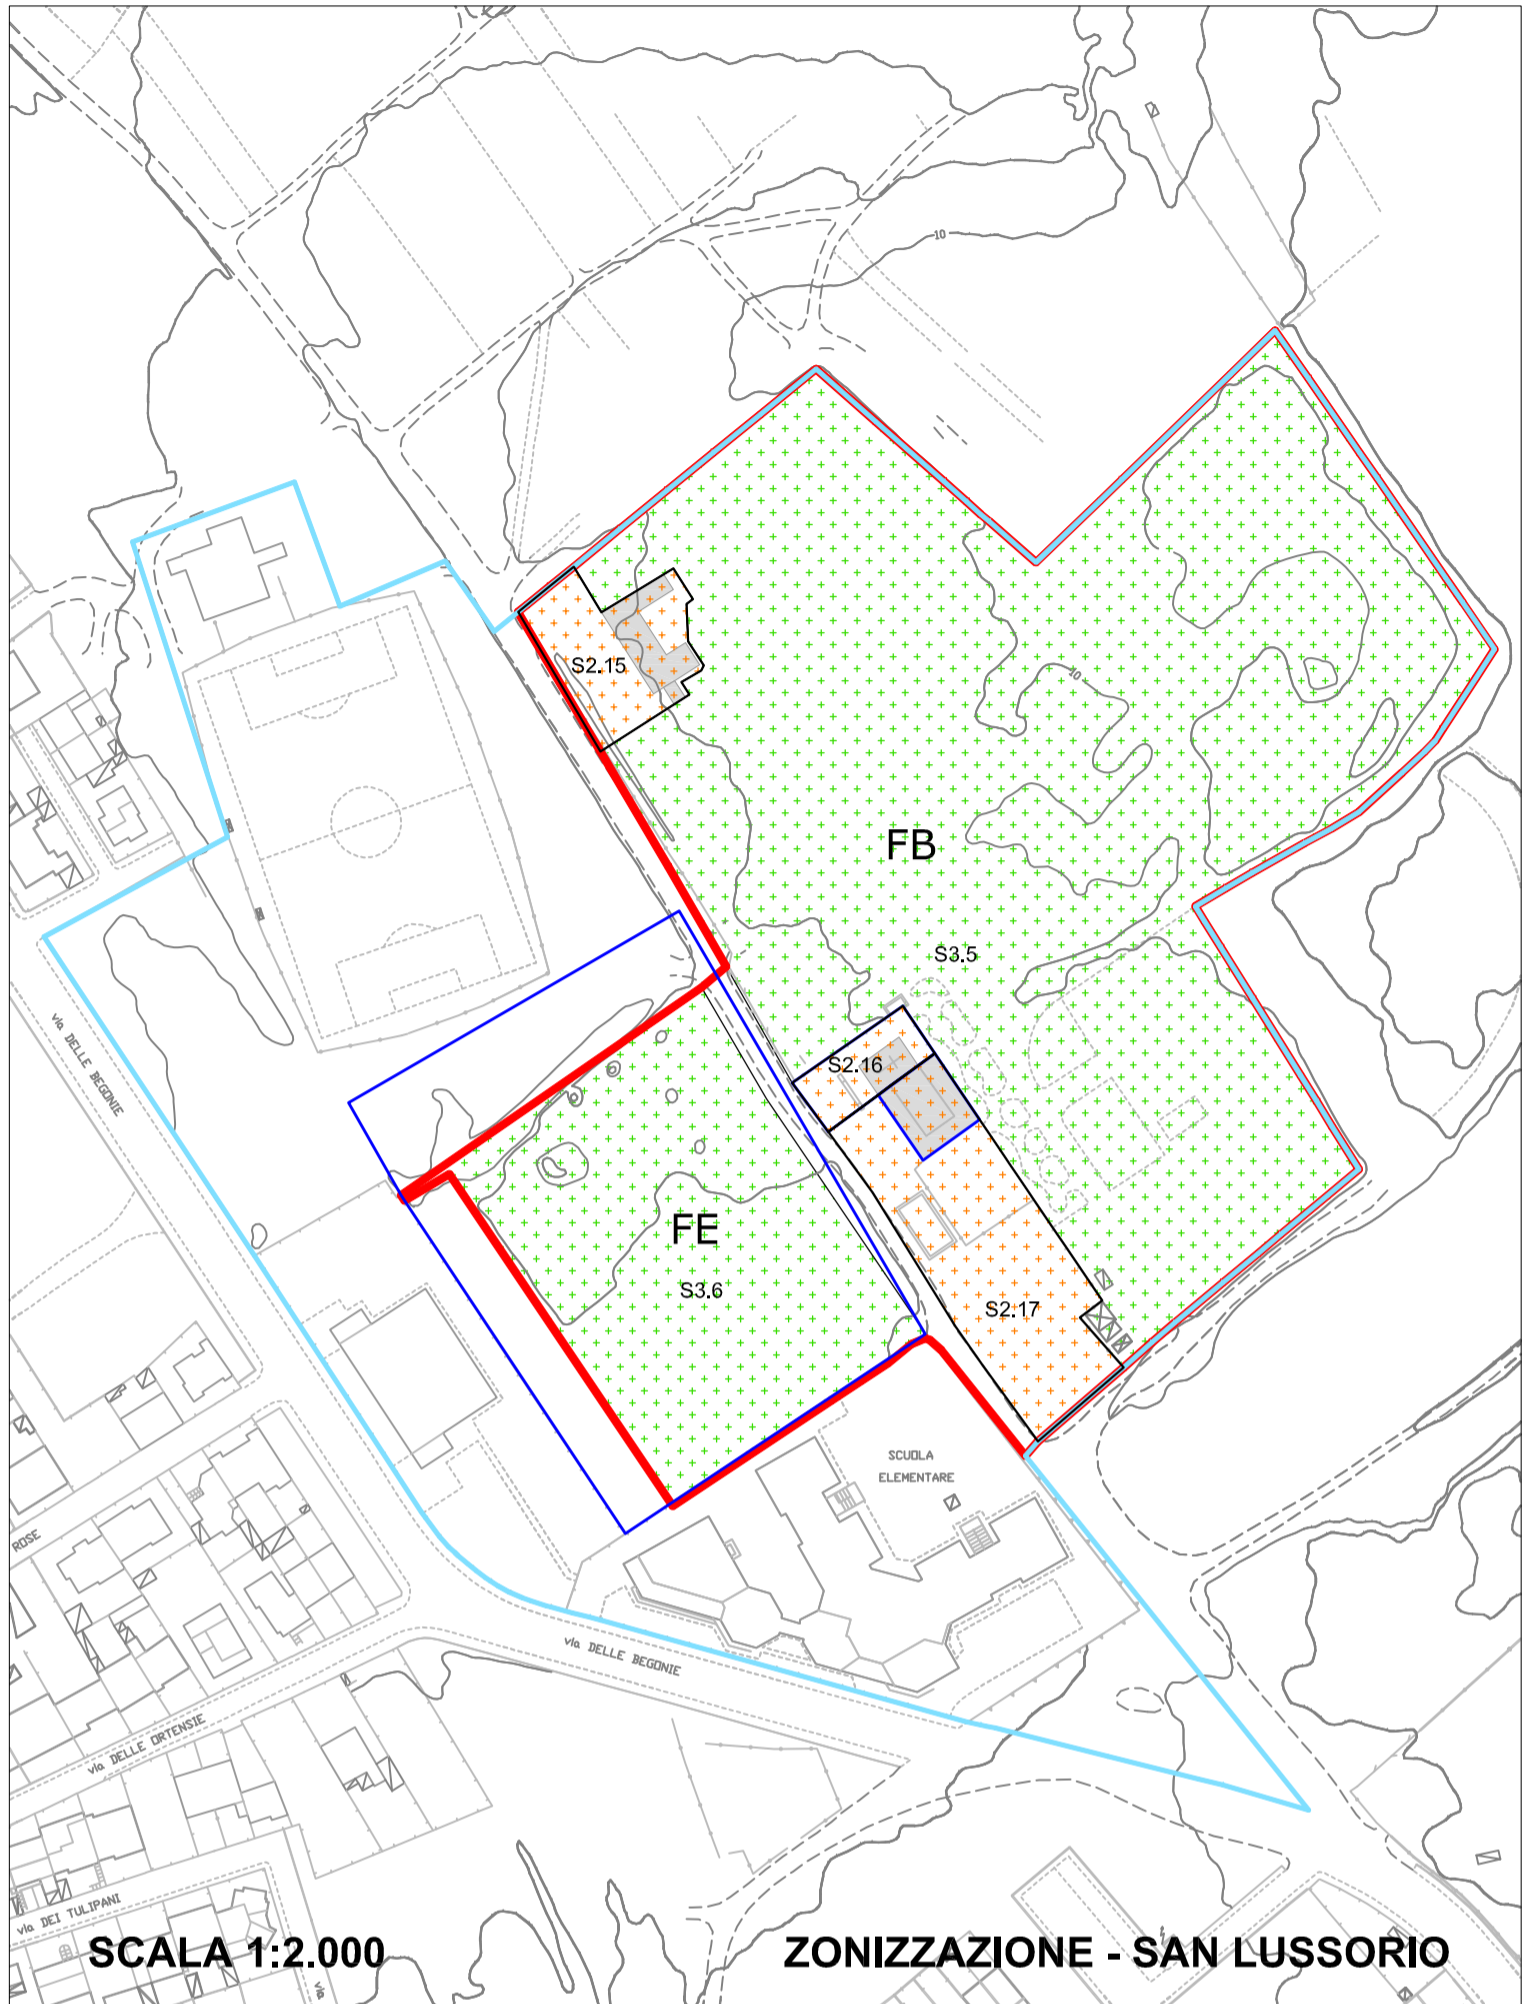 10
S2.15
10
FB
S3.5
via DELLE BEGONIE
S2.16
FE
S3.6
S2.17
SCUOLA
ELEMENTARE
ROSE
via DELLE BEGONIE
via DELLE ORTENSIE
via DEI TULIPANI
via
SCALA 1:2.000
ZONIZZAZIONE - SAN LUSSORIO